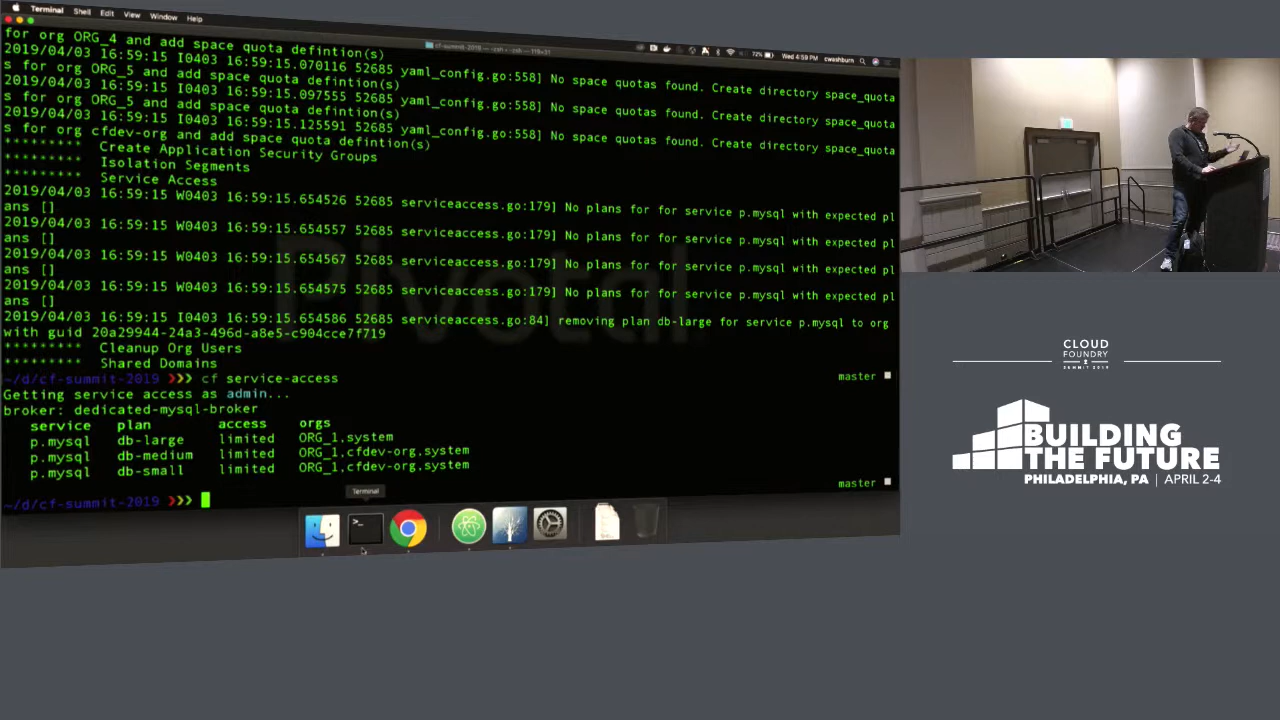 Terminal Shell Edit View Window Help
cf-summit-2019 — -zsh — -zsh — 119×31
72% Wed 4:59 PM cwashburn
for org ORG_4 and add space quota defintion(s)
2019/04/03 16:59:15 I0403 16:59:15.070116 52685 yaml_config.go:558] No space quotas found. Create directory space_quota
s for org ORG_5 and add space quota defintion(s)
2019/04/03 16:59:15 I0403 16:59:15.097555 52685 yaml_config.go:558] No space quotas found. Create directory space_quota
s for org ORG_5 and add space quota defintion(s)
2019/04/03 16:59:15 I0403 16:59:15.125591 52685 yaml_config.go:558] No space quotas found. Create directory space_quota
s for org cfdev-org and add space quota defintion(s)
********* Create Application Security Groups
********* Isolation Segments
********* Service Access
2019/04/03 16:59:15 W0403 16:59:15.654526 52685 serviceaccess.go:179] No plans for for service p.mysql with expected pl
ans []
2019/04/03 16:59:15 W0403 16:59:15.654557 52685 serviceaccess.go:179] No plans for for service p.mysql with expected pl
ans []
2019/04/03 16:59:15 W0403 16:59:15.654567 52685 serviceaccess.go:179] No plans for for service p.mysql with expected pl
ans []
2019/04/03 16:59:15 W0403 16:59:15.654575 52685 serviceaccess.go:179] No plans for for service p.mysql with expected pl
ans []
2019/04/03 16:59:15 I0403 16:59:15.654586 52685 serviceaccess.go:84] removing plan db-large for service p.mysql to org
with guid 20a29944-24a3-496d-a8e5-c904cce7f719
********* Cleanup Org Users
********* Shared Domains
~/d/cf-summit-2019 ❯❯❯ cf service-access master
Getting service access as admin...
broker: dedicated-mysql-broker
service plan access orgs
p.mysql db-large limited ORG_1,system
p.mysql db-medium limited ORG_1,cfdev-org,system
p.mysql db-small limited ORG_1,cfdev-org,system
~/d/cf-summit-2019 ❯❯❯ master
Pivotal
Terminal
CLOUD
FOUNDRY
SUMMIT 2019
BUILDING
THE FUTURE
PHILADELPHIA, PA | APRIL 2-4